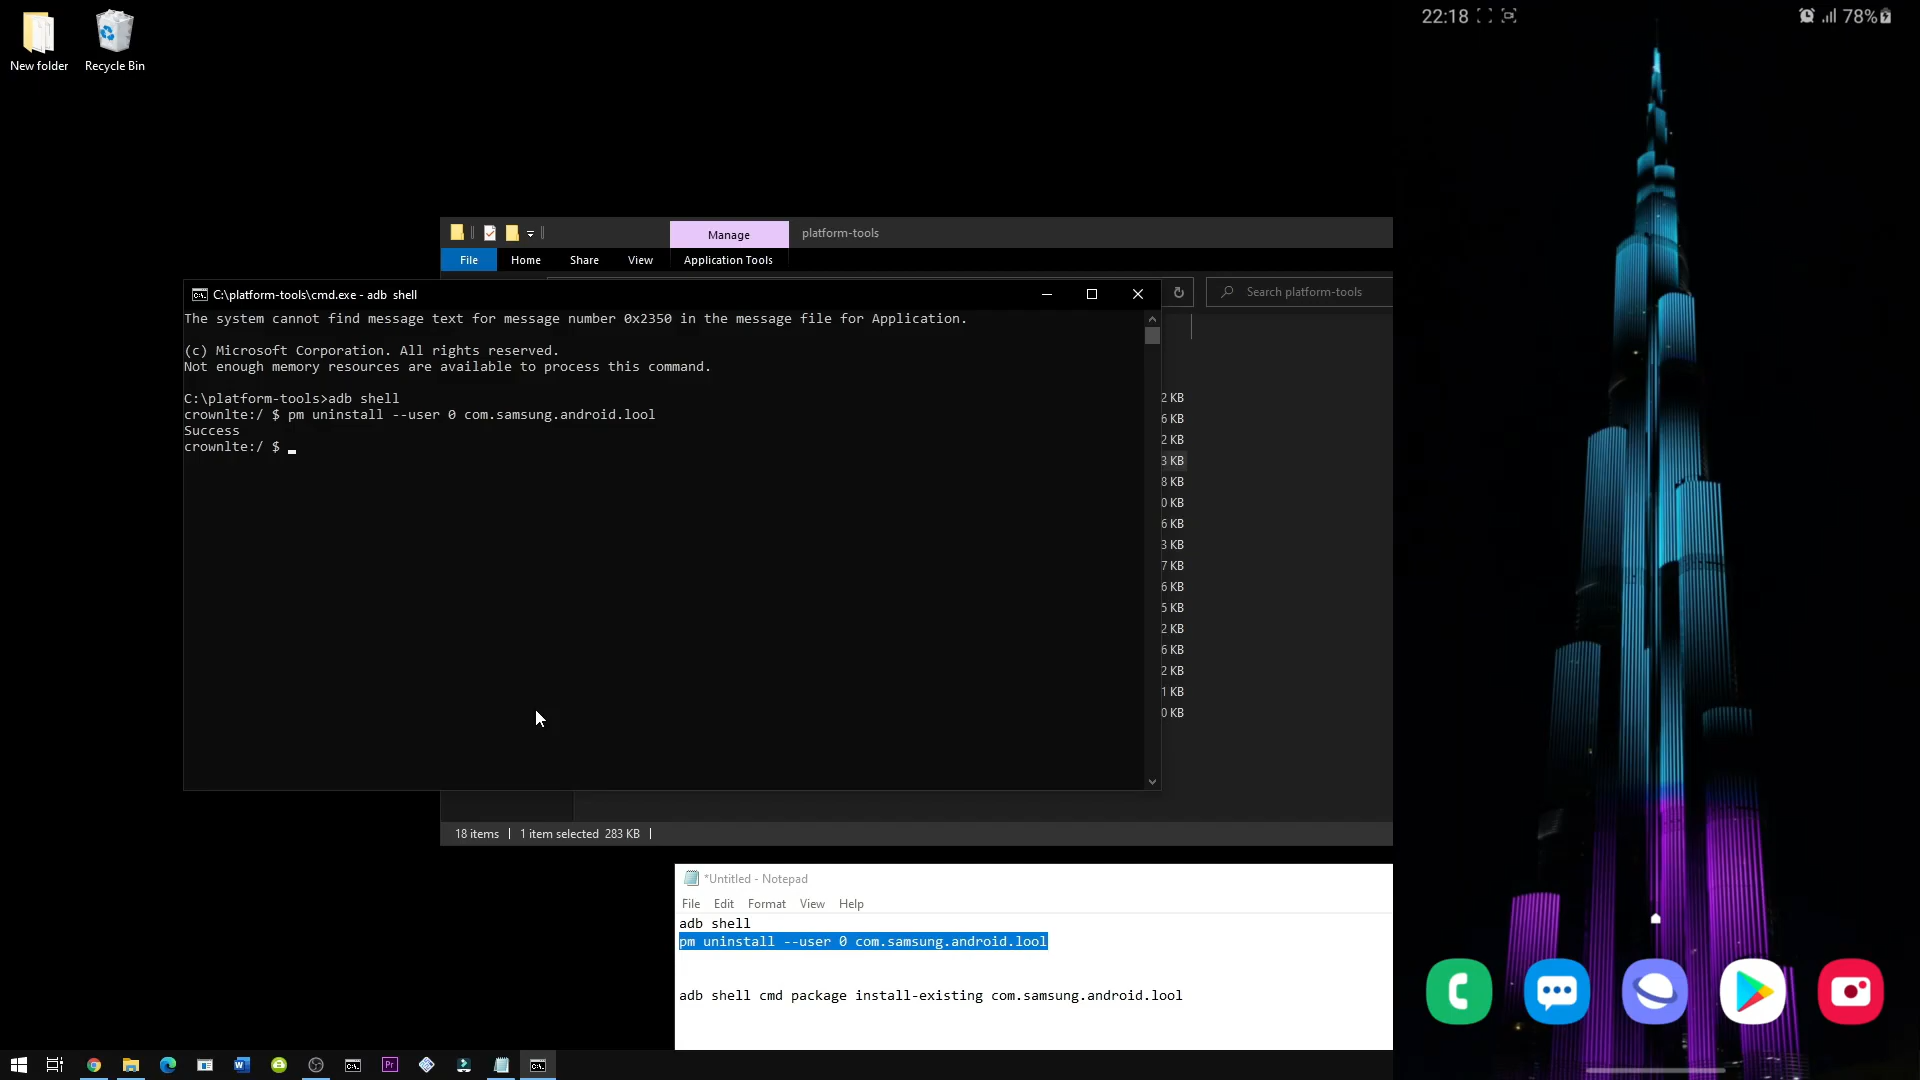 New folder
Recycle Bin
22:18
78%
Manage
platform-tools
File
Home
Share
View
Application Tools
C:\platform-tools\cmd.exe - adb  shell
Search platform-tools
The system cannot find message text for message number 0x2350 in the message file for Application.
(c) Microsoft Corporation. All rights reserved.
Not enough memory resources are available to process this command.
C:\platform-tools>adb shell
crownlte:/ $ pm uninstall --user 0 com.samsung.android.lool
Success
crownlte:/ $
2 KB
6 KB
2 KB
3 KB
8 KB
0 KB
6 KB
3 KB
7 KB
6 KB
5 KB
2 KB
6 KB
2 KB
1 KB
0 KB
18 items
1 item selected 283 KB
*Untitled - Notepad
File Edit Format View Help
adb shell
pm uninstall --user 0 com.samsung.android.lool
adb shell cmd package install-existing com.samsung.android.lool